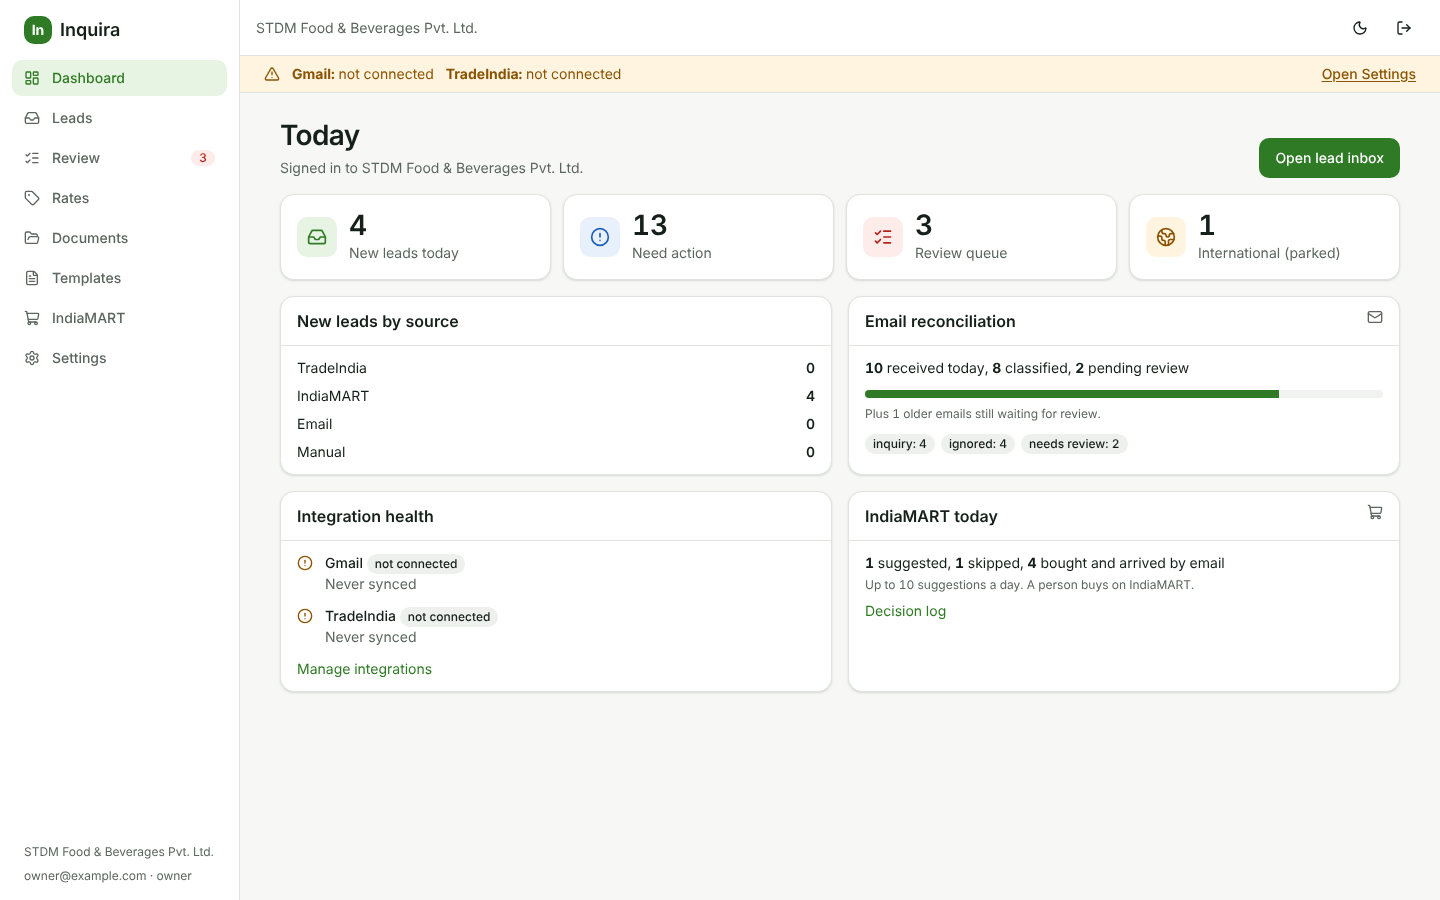 In Inquira
Dashboard
Leads
Review 3
Rates
Documents
Templates
IndiaMART
Settings
STDM Food & Beverages Pvt. Ltd.
owner@example.com · owner
STDM Food & Beverages Pvt. Ltd.
Gmail: not connected TradeIndia: not connected Open Settings
Today
Signed in to STDM Food & Beverages Pvt. Ltd.
Open lead inbox
4
New leads today
13
Need action
3
Review queue
1
International (parked)
New leads by source
TradeIndia 0
IndiaMART 4
Email 0
Manual 0
Email reconciliation
10 received today, 8 classified, 2 pending review
Plus 1 older emails still waiting for review.
inquiry: 4 ignored: 4 needs review: 2
Integration health
Gmail not connected
Never synced
TradeIndia not connected
Never synced
Manage integrations
IndiaMART today
1 suggested, 1 skipped, 4 bought and arrived by email
Up to 10 suggestions a day. A person buys on IndiaMART.
Decision log